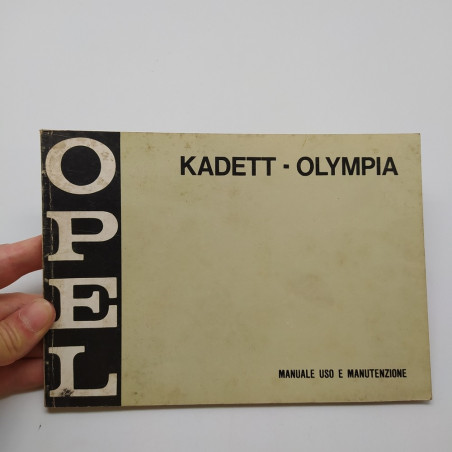 OPEL
KADETT - OLYMPIA
MANUALE USO E MANUTENZIONE